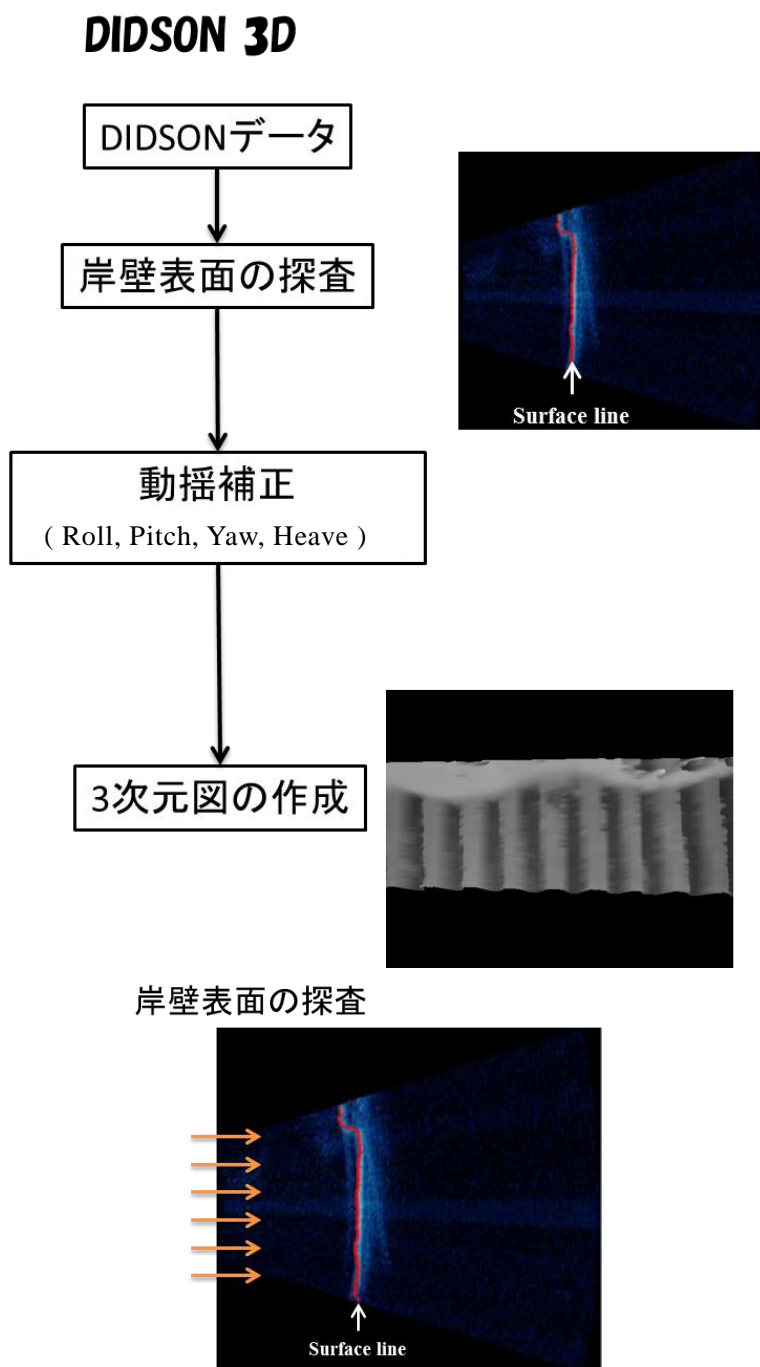 DIDSON 3D
DIDSONデータ
岸壁表面の探査
Surface line
動揺補正
( Roll, Pitch, Yaw, Heave )
3次元図の作成
岸壁表面の探査
Surface line